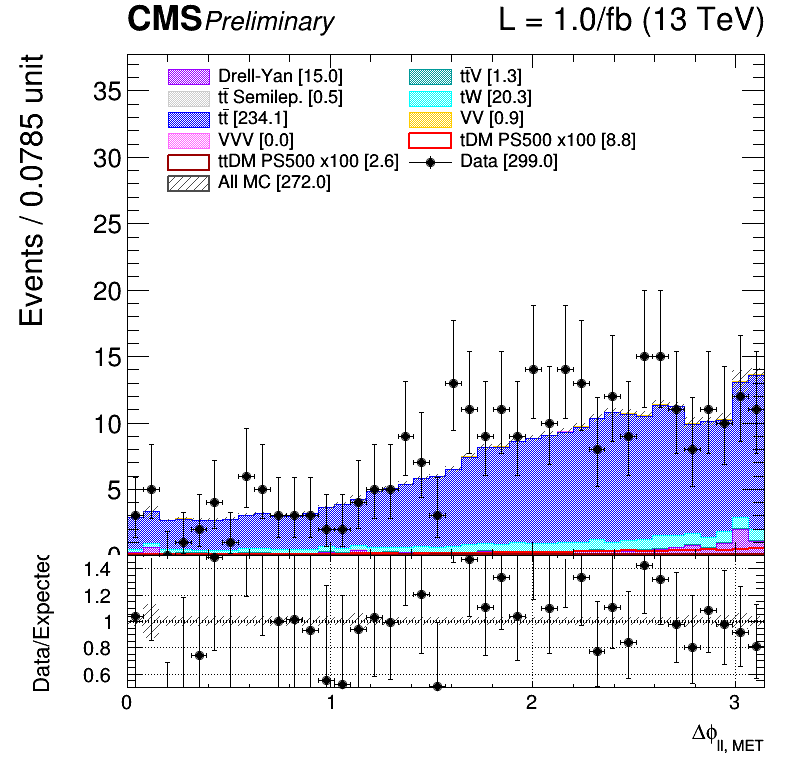 CMS Preliminary L = 1.0/fb (13 TeV)
Events / 0.0785 unit
35
30
25
20
15
10
5
0
Drell-Yan [15.0]
tt̄V [1.3]
tt̄ Semilep. [0.5]
tW [20.3]
tt̄ [234.1]
VV [0.9]
VVV [0.0]
tDM PS500 x100 [8.8]
ttDM PS500 x100 [2.6]
Data [299.0]
All MC [272.0]
Data/Expected
1.4
1.2
1
0.8
0.6
0 1 2 3
Δϕll, MET